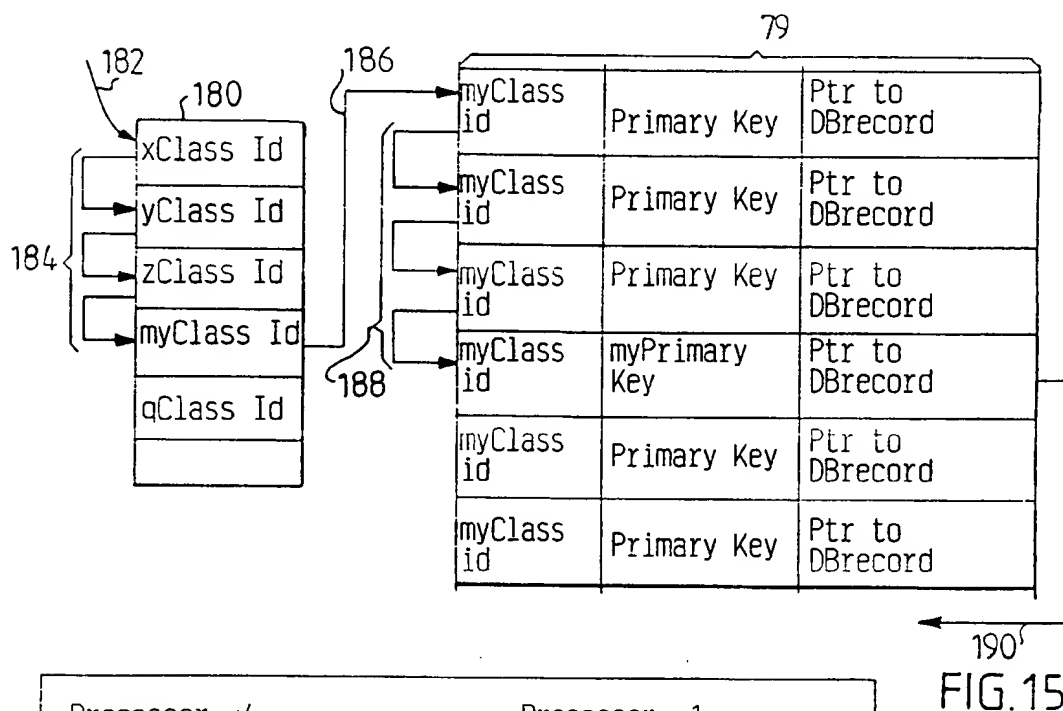 79
182
180
186
xClass Id
yClass Id
184
zClass Id
myClass Id
qClass Id
188
myClass
id
Primary Key
Ptr to
DBrecord
myClass
id
Primary Key
Ptr to
DBrecord
myClass
id
Primary Key
Ptr to
DBrecord
myClass
id
myPrimary
Key
Ptr to
DBrecord
myClass
id
Primary Key
Ptr to
DBrecord
myClass
id
Primary Key
Ptr to
DBrecord
190
FIG.15